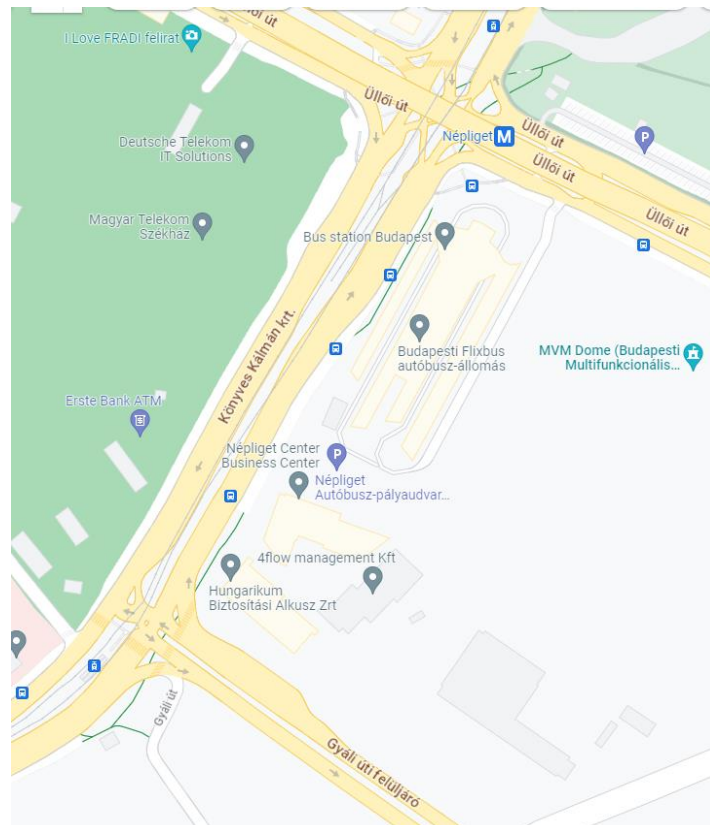 I Love FRADI felirat
Üllői út
Üllői út
Népliget M
Üllői út
Üllői út
Üllői út
P
Deutsche Telekom
IT Solutions
Magyar Telekom
Székház
Bus station Budapest
Budapesti Flixbus
autóbusz-állomás
MVM Dome (Budapesti
Multifunkcionális...
Könyves Kálmán krt.
Erste Bank ATM
Népliget Center
Business Center
P
Népliget
Autóbusz-pályaudvar...
4flow management Kft
Hungarikum
Biztosítási Alkusz Zrt
Gyáli út
Gyáli úti felüljáró